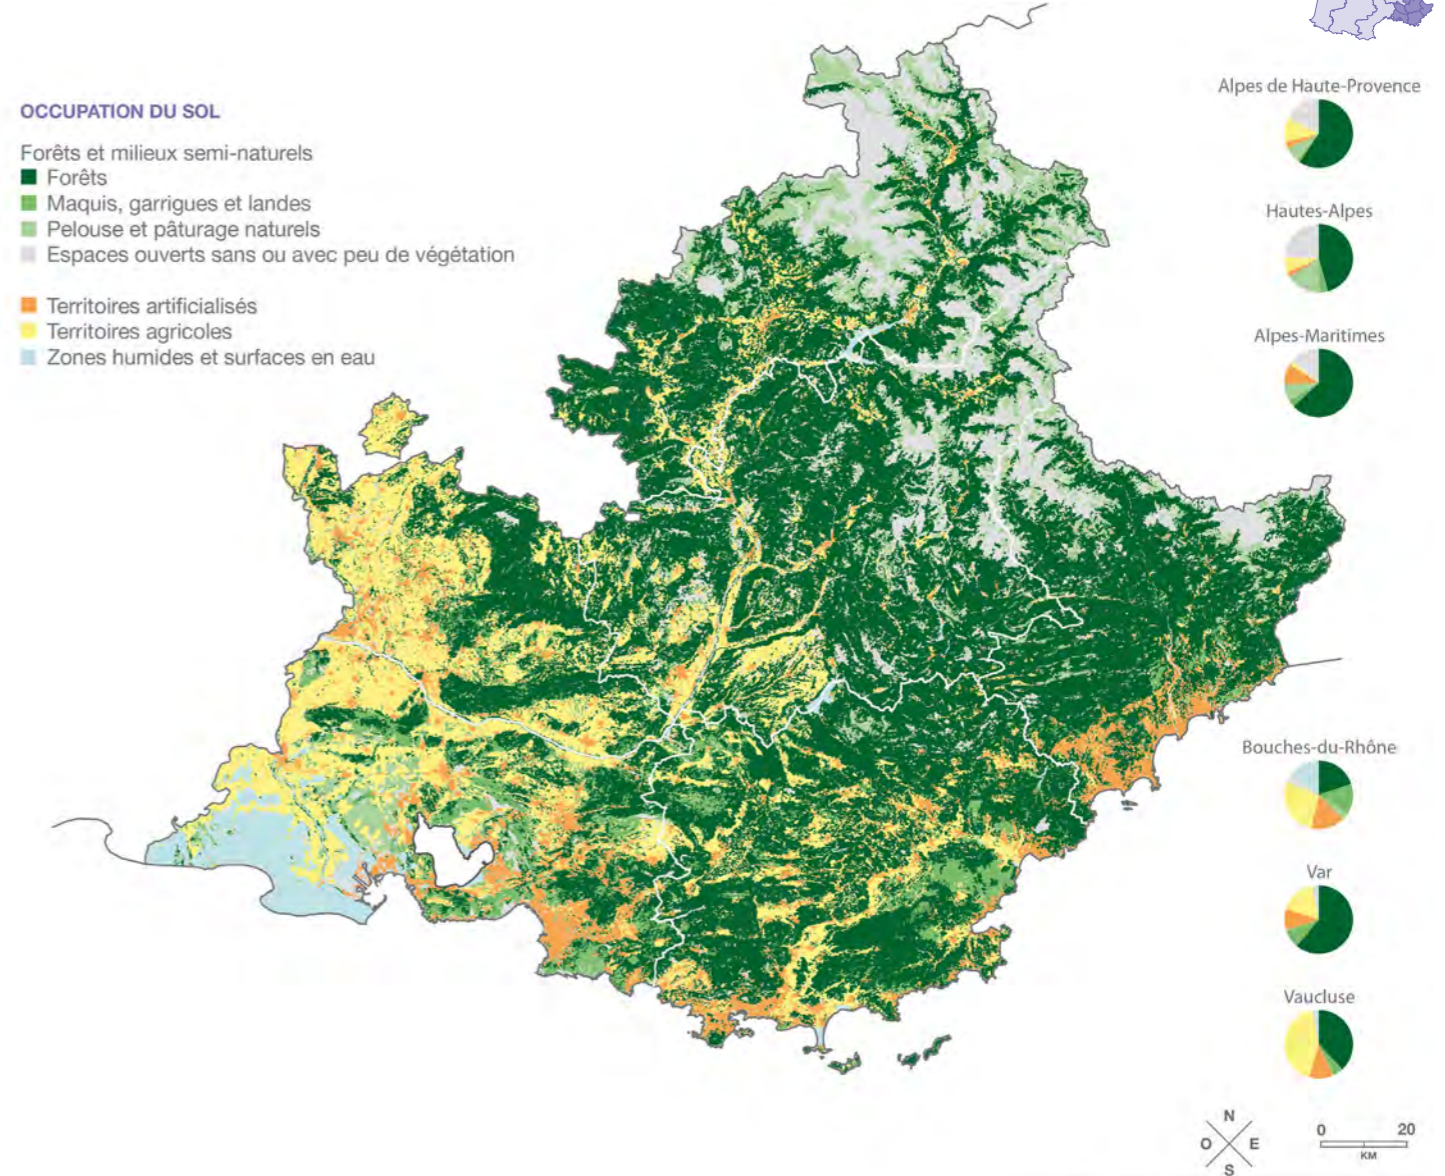 OCCUPATION DU SOL
Forêts et milieux semi-naturels
Forêts
Maquis, garrigues et landes
Pelouse et pâturage naturels
Espaces ouverts sans ou avec peu de végétation
Territoires artificialisés
Territoires agricoles
Zones humides et surfaces en eau
Alpes de Haute-Provence
Hautes-Alpes
Alpes-Maritimes
Bouches-du-Rhône
Var
Vaucluse
N
O E
S
0 20
KM